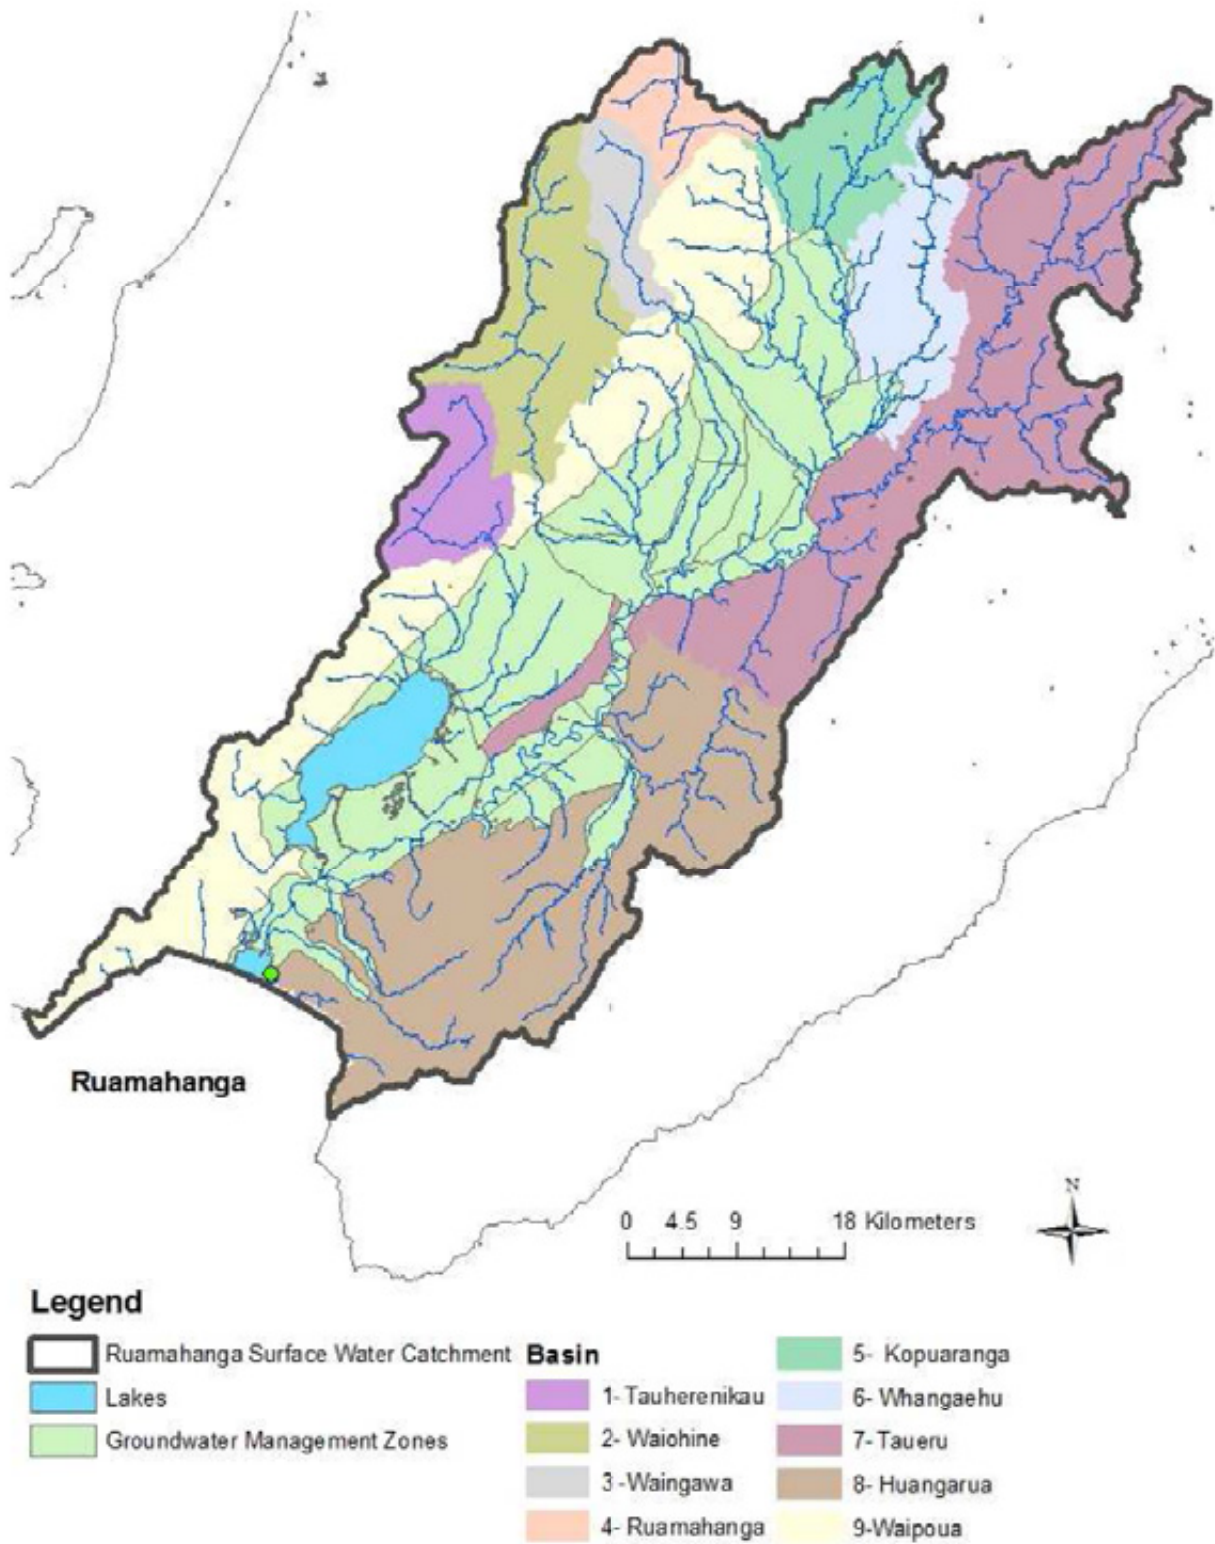 Ruamahanga
N
0 4.5 9 18 Kilometers
Legend
Ruamahanga Surface Water Catchment
Lakes
Groundwater Management Zones
Basin
1- Tauherenikau
2- Waiohine
3 -Waingawa
4- Ruamahanga
5- Kopuaranga
6- Whangaehu
7- Taueru
8- Huangarua
9-Waipoua